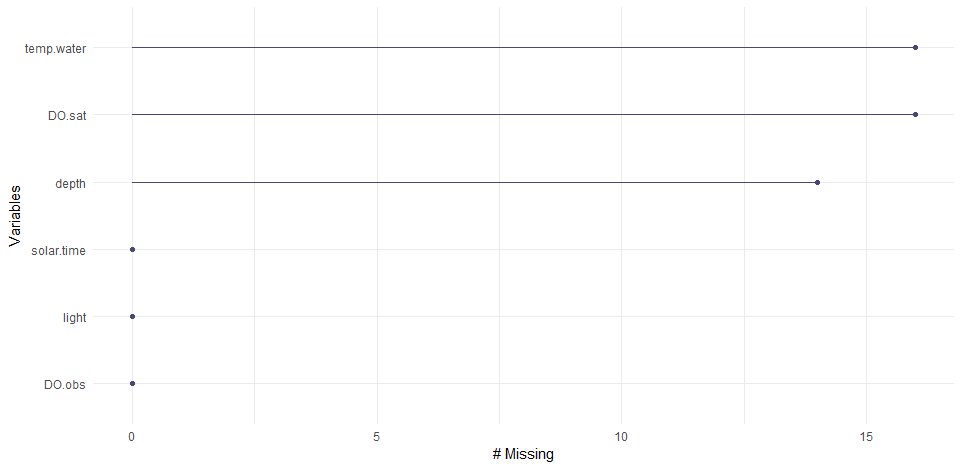 temp.water
DO.sat
depth
solar.time
light
DO.obs
Variables
0 5 10 15
# Missing